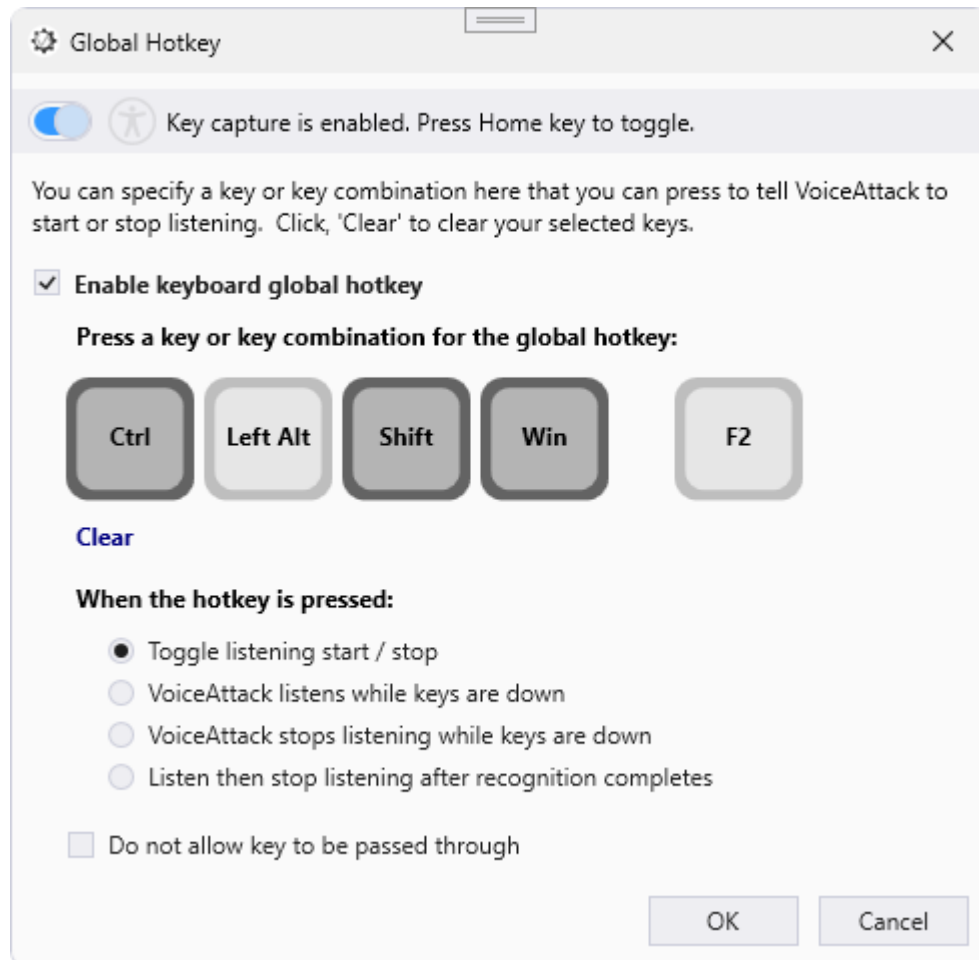 Global Hotkey
Key capture is enabled. Press Home key to toggle.
You can specify a key or key combination here that you can press to tell VoiceAttack to
start or stop listening.  Click, 'Clear' to clear your selected keys.
Enable keyboard global hotkey
Press a key or key combination for the global hotkey:
Ctrl Left Alt Shift Win F2
Clear
When the hotkey is pressed:
Toggle listening start / stop
VoiceAttack listens while keys are down
VoiceAttack stops listening while keys are down
Listen then stop listening after recognition completes
Do not allow key to be passed through
OK Cancel